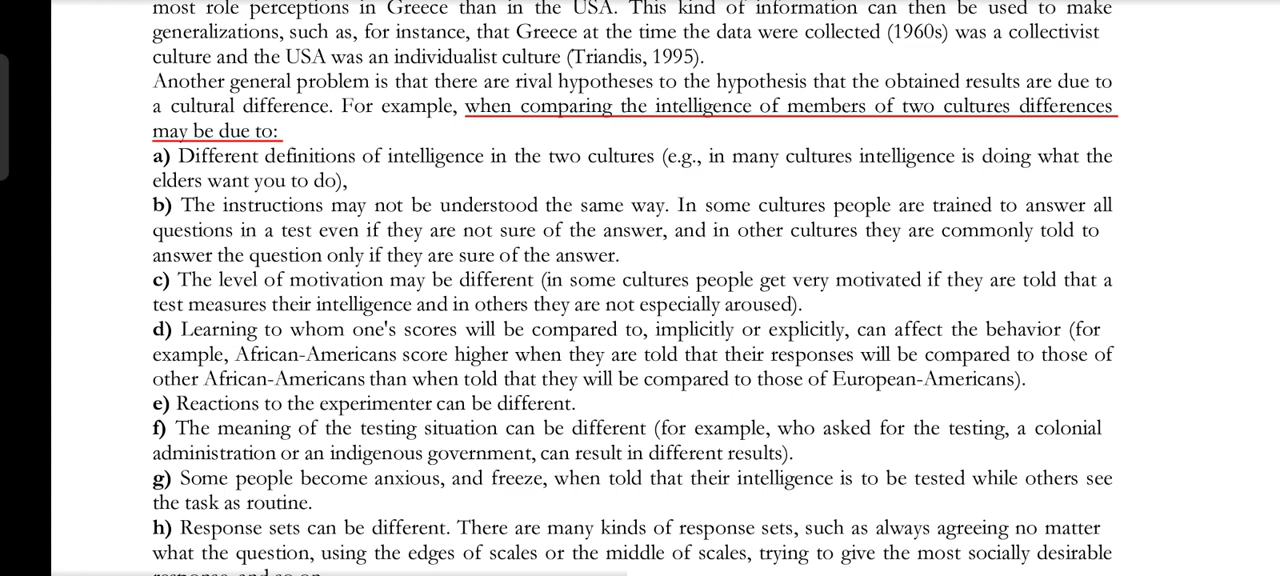 most role perceptions in Greece than in the USA. This kind of information can then be used to make
generalizations, such as, for instance, that Greece at the time the data were collected (1960s) was a collectivist
culture and the USA was an individualist culture (Triandis, 1995).
Another general problem is that there are rival hypotheses to the hypothesis that the obtained results are due to
a cultural difference. For example, when comparing the intelligence of members of two cultures differences
may be due to:
a) Different definitions of intelligence in the two cultures (e.g., in many cultures intelligence is doing what the
elders want you to do),
b) The instructions may not be understood the same way. In some cultures people are trained to answer all
questions in a test even if they are not sure of the answer, and in other cultures they are commonly told to
answer the question only if they are sure of the answer.
c) The level of motivation may be different (in some cultures people get very motivated if they are told that a
test measures their intelligence and in others they are not especially aroused).
d) Learning to whom one's scores will be compared to, implicitly or explicitly, can affect the behavior (for
example, African-Americans score higher when they are told that their responses will be compared to those of
other African-Americans than when told that they will be compared to those of European-Americans).
e) Reactions to the experimenter can be different.
f) The meaning of the testing situation can be different (for example, who asked for the testing, a colonial
administration or an indigenous government, can result in different results).
g) Some people become anxious, and freeze, when told that their intelligence is to be tested while others see
the task as routine.
h) Response sets can be different. There are many kinds of response sets, such as always agreeing no matter
what the question, using the edges of scales or the middle of scales, trying to give the most socially desirable